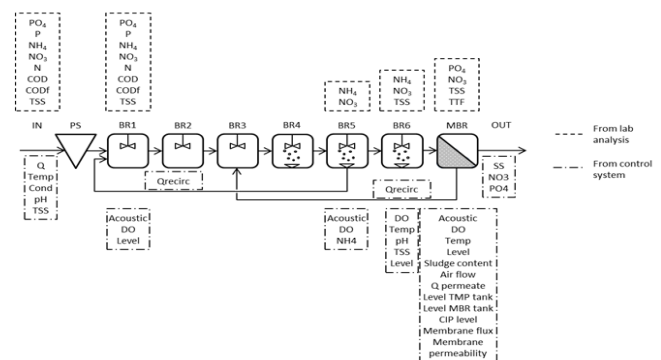 PO₄
P
NH₄
NO₃
N
COD
CODf
TSS
PO₄
P
NH₄
NO₃
N
COD
CODf
TSS
NH₄
NO₃
NH₄
NO₃
TSS
PO₄
NO₃
TSS
TTF
IN
PS
BR1
BR2
BR3
BR4
BR5
BR6
MBR
OUT
From lab
analysis
From control
system
Q
Temp
Cond
pH
TSS
Qrecirc
Qrecirc
SS
NO3
PO4
Acoustic
DO
Level
Acoustic
DO
NH4
DO
Temp
pH
TSS
Level
Acoustic
DO
Temp
Level
Sludge content
Air flow
Q permeate
Level TMP tank
Level MBR tank
CIP level
Membrane flux
Membrane
permeability